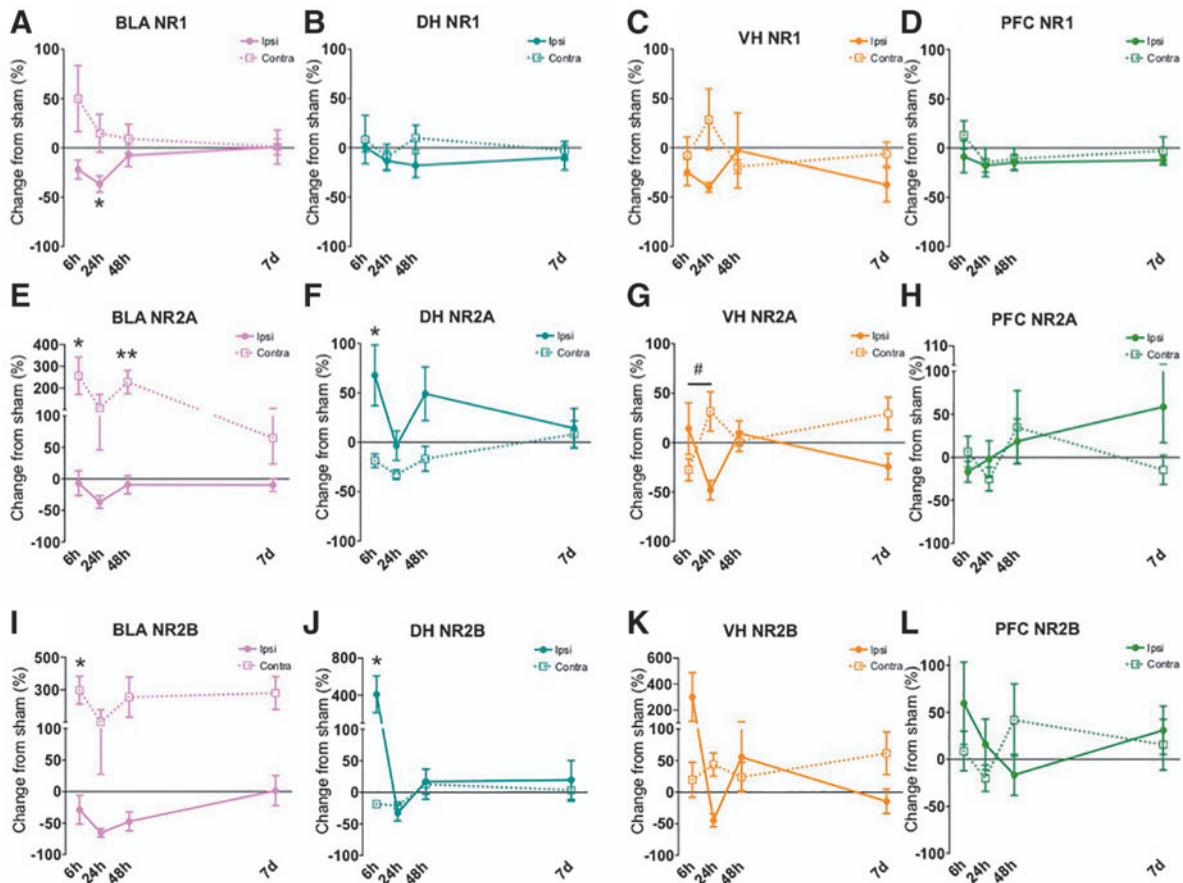 A
BLA NR1
Change from sham (%)
100
50
0
-50
-100
Ipsi
Contra
*
6h
24h
48h
7d
B
DH NR1
Change from sham (%)
100
50
0
-50
-100
Ipsi
Contra
6h
24h
48h
7d
C
VH NR1
Change from sham (%)
100
50
0
-50
-100
Ipsi
Contra
6h
24h
48h
7d
D
PFC NR1
Change from sham (%)
100
50
0
-50
-100
Ipsi
Contra
6h
24h
48h
7d
E
BLA NR2A
Change from sham (%)
400
300
200
100
50
0
-50
-100
Ipsi
Contra
*
**
6h
24h
48h
7d
F
DH NR2A
Change from sham (%)
100
50
0
-50
-100
Ipsi
Contra
*
6h
24h
48h
7d
G
VH NR2A
Change from sham (%)
100
50
0
-50
-100
Ipsi
Contra
#
6h
24h
48h
7d
H
PFC NR2A
Change from sham (%)
110
100
50
0
-50
-100
Ipsi
Contra
6h
24h
48h
7d
I
BLA NR2B
Change from sham (%)
500
300
100
50
0
-50
-100
Ipsi
Contra
*
6h
24h
48h
7d
J
DH NR2B
Change from sham (%)
800
400
100
50
0
-50
-100
Ipsi
Contra
*
6h
24h
48h
7d
K
VH NR2B
Change from sham (%)
600
400
200
100
50
0
-50
-100
Ipsi
Contra
6h
24h
48h
7d
L
PFC NR2B
Change from sham (%)
100
50
0
-50
-100
Ipsi
Contra
6h
24h
48h
7d